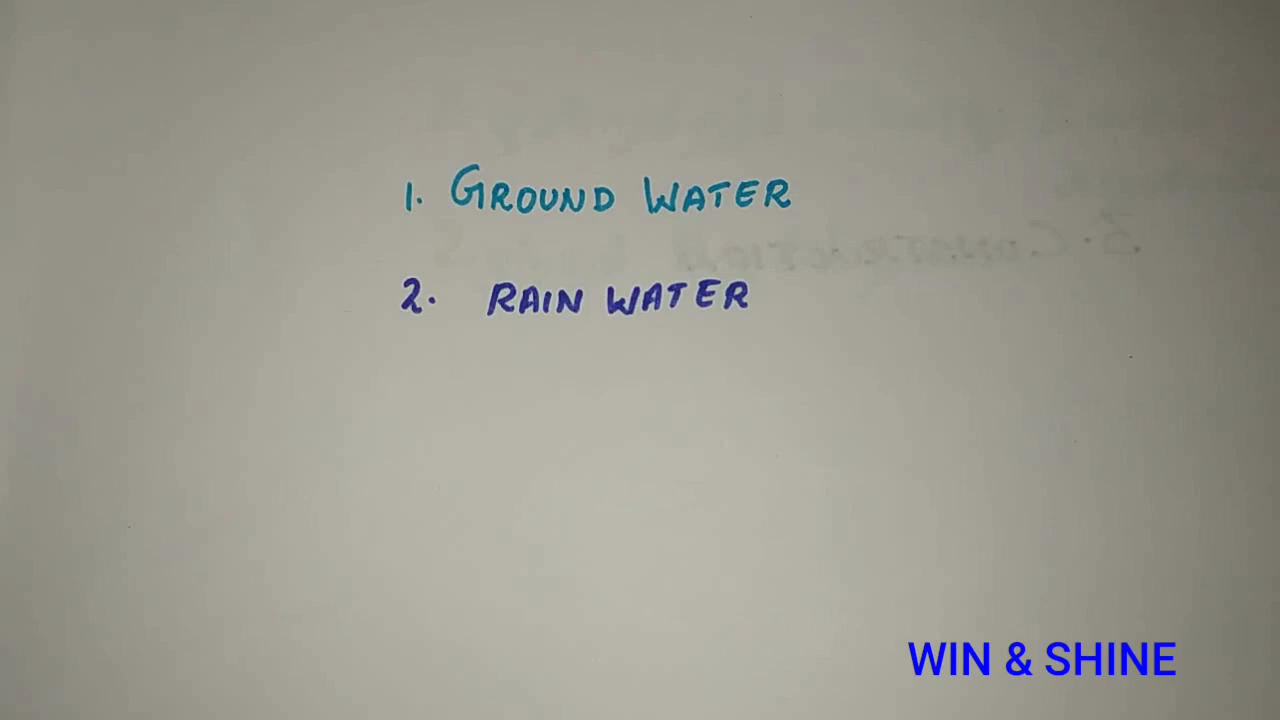 1. GROUND WATER
2. RAIN WATER
WIN & SHINE